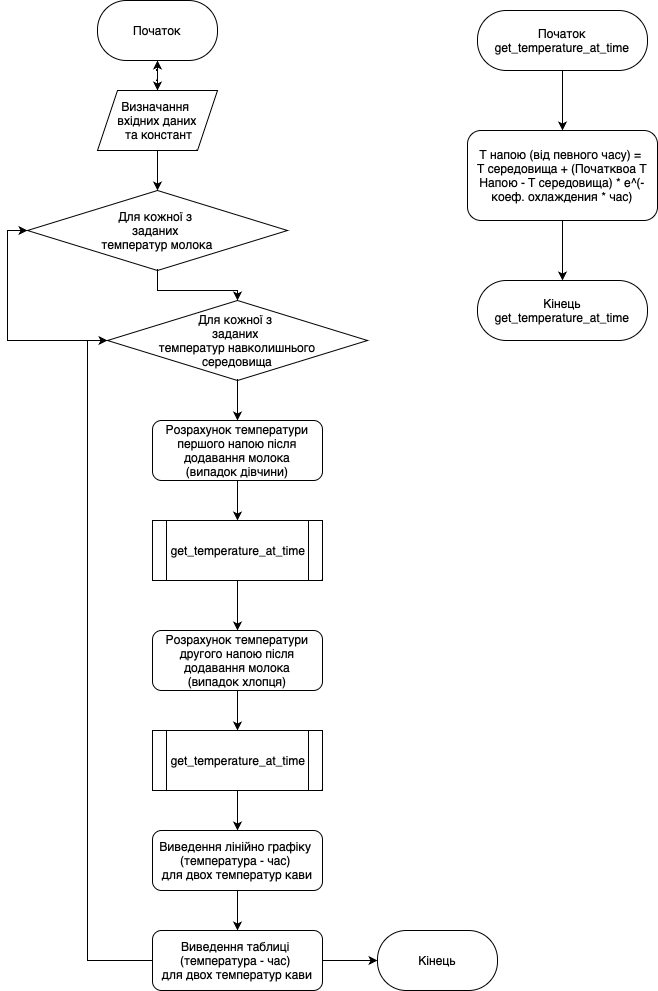 Початок
Визначання
вхідних даних
та констант
Для кожної з
заданих
температур молока
Для кожної з
заданих
температур навколишнього
середовища
Розрахунок температури
першого напою після
додавання молока
(випадок дівчини)
get_temperature_at_time
Розрахунок температури
другого напою після
додавання молока
(випадок хлопця)
get_temperature_at_time
Виведення лінійно графіку
(температура - час)
для двох температур кави
Виведення таблиці
(температура - час)
для двох температур кави
Кінець
Початок
get_temperature_at_time
Т напою (від певного часу) =
Т середовища + (Початквоа Т
Напою - Т середовища) * e^(-
коеф. охлаждения * час)
Кінець
get_temperature_at_time